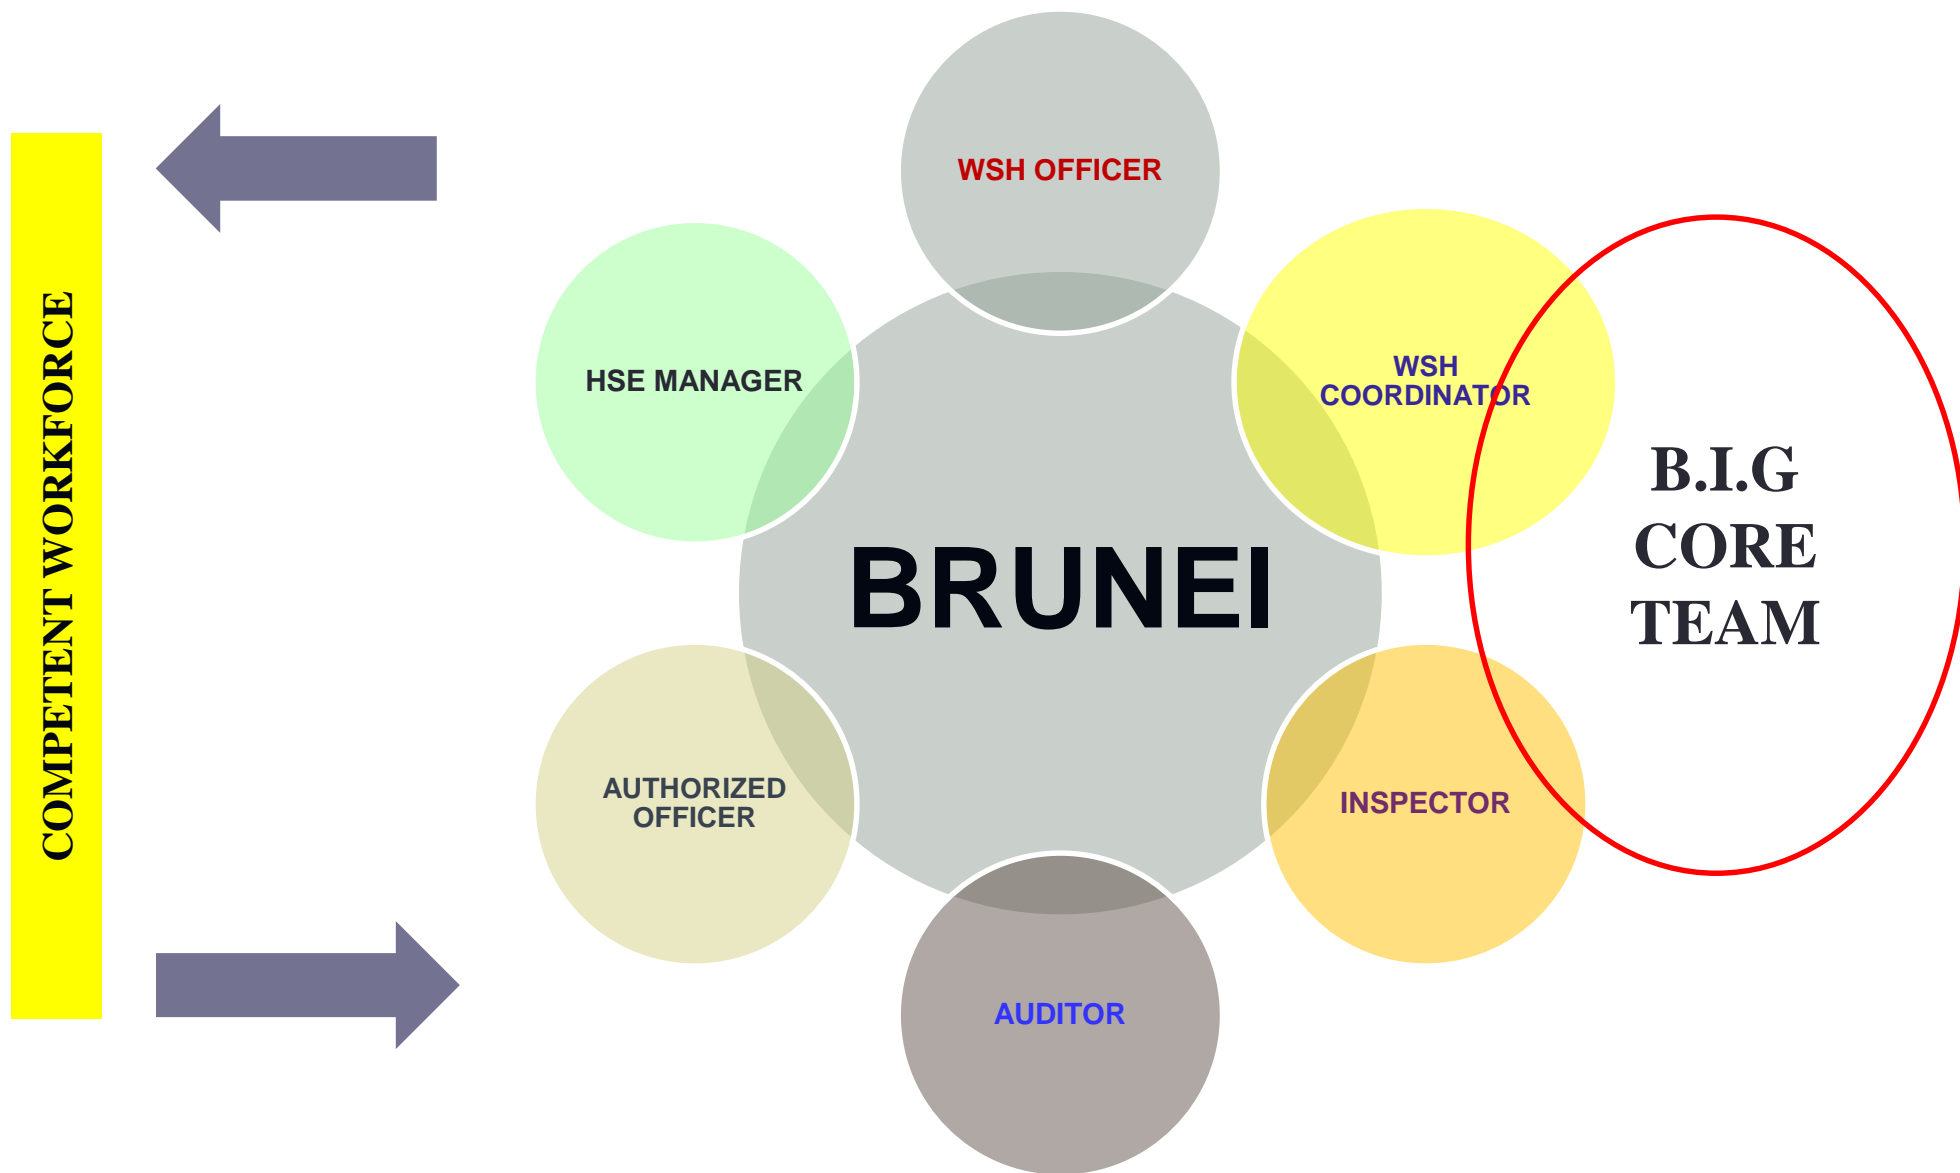 COMPETENT WORKFORCE
WSH OFFICER
HSE MANAGER
WSH
COORDINATOR
BRUNEI
B.I.G
CORE
TEAM
AUTHORIZED
OFFICER
INSPECTOR
AUDITOR